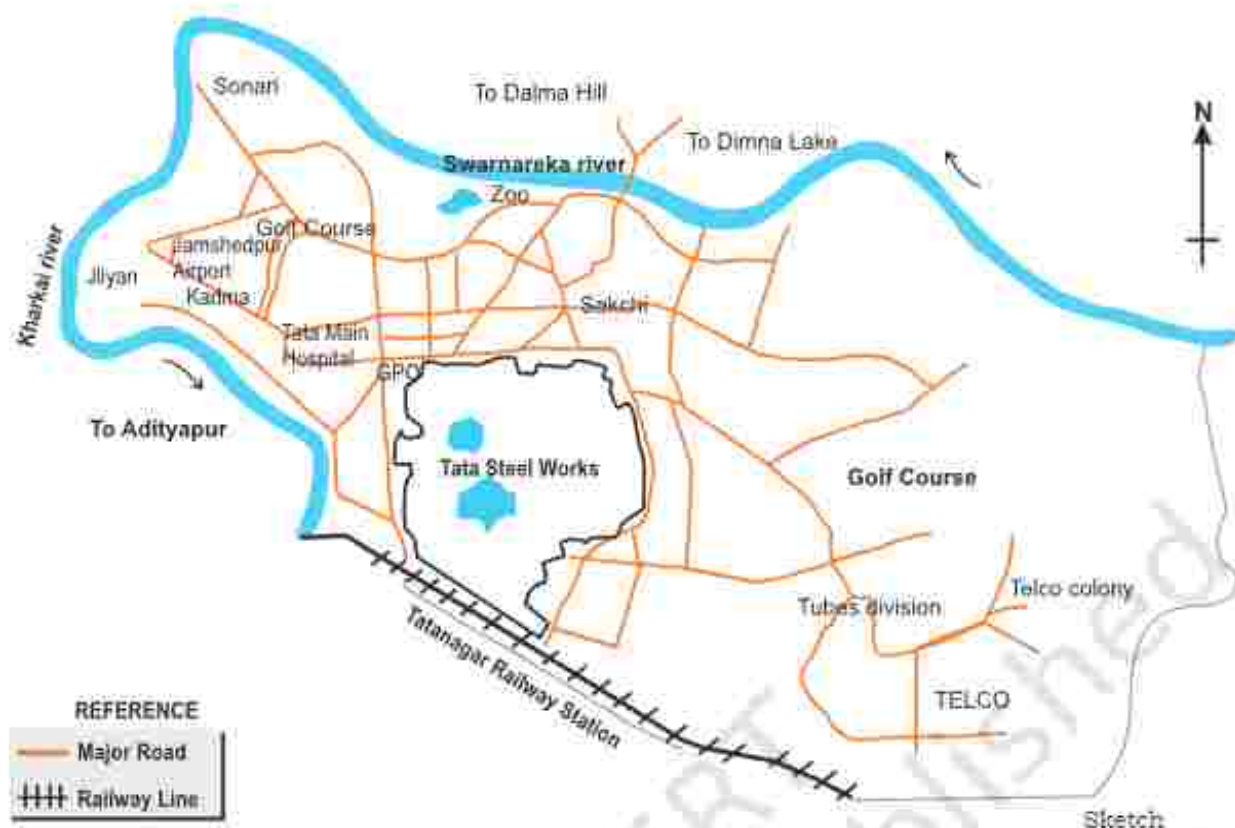 Sonari
To Dalma Hill
N
To Dimna Lake
Swarnareka river
Zoo
Golf Course
Jamshedpur
Airport
Kharkai river
Jliyan
Kadma
Sakchi
Tata Main
Hospital
GPO
To Adityapur
Tata Steel Works
Golf Course
Tubes division
Telco colony
Tatanagar Railway Station
TELCO
REFERENCE
Major Road
Railway Line
Sketch